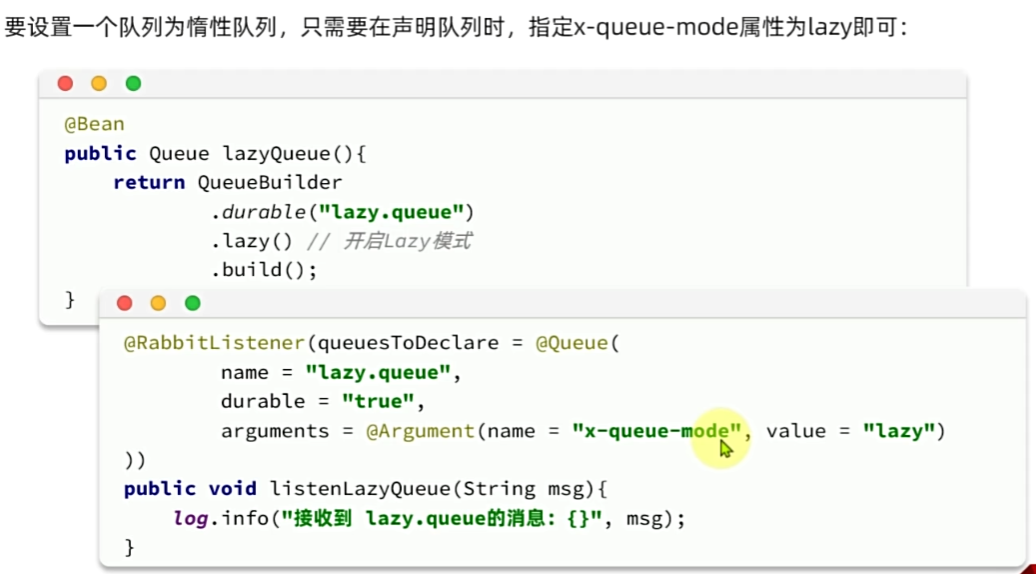 要设置一个队列为惰性队列，只需要在声明队列时，指定x-queue-mode属性为lazy即可：
@Bean
public Queue lazyQueue(){
    return QueueBuilder
            .durable("lazy.queue")
            .lazy() // 开启Lazy模式
            .build();
}
@RabbitListener(queuesToDeclare = @Queue(
        name = "lazy.queue",
        durable = "true",
        arguments = @Argument(name = "x-queue-mode", value = "lazy")
))
public void listenLazyQueue(String msg){
    log.info("接收到 lazy.queue的消息：{}", msg);
}